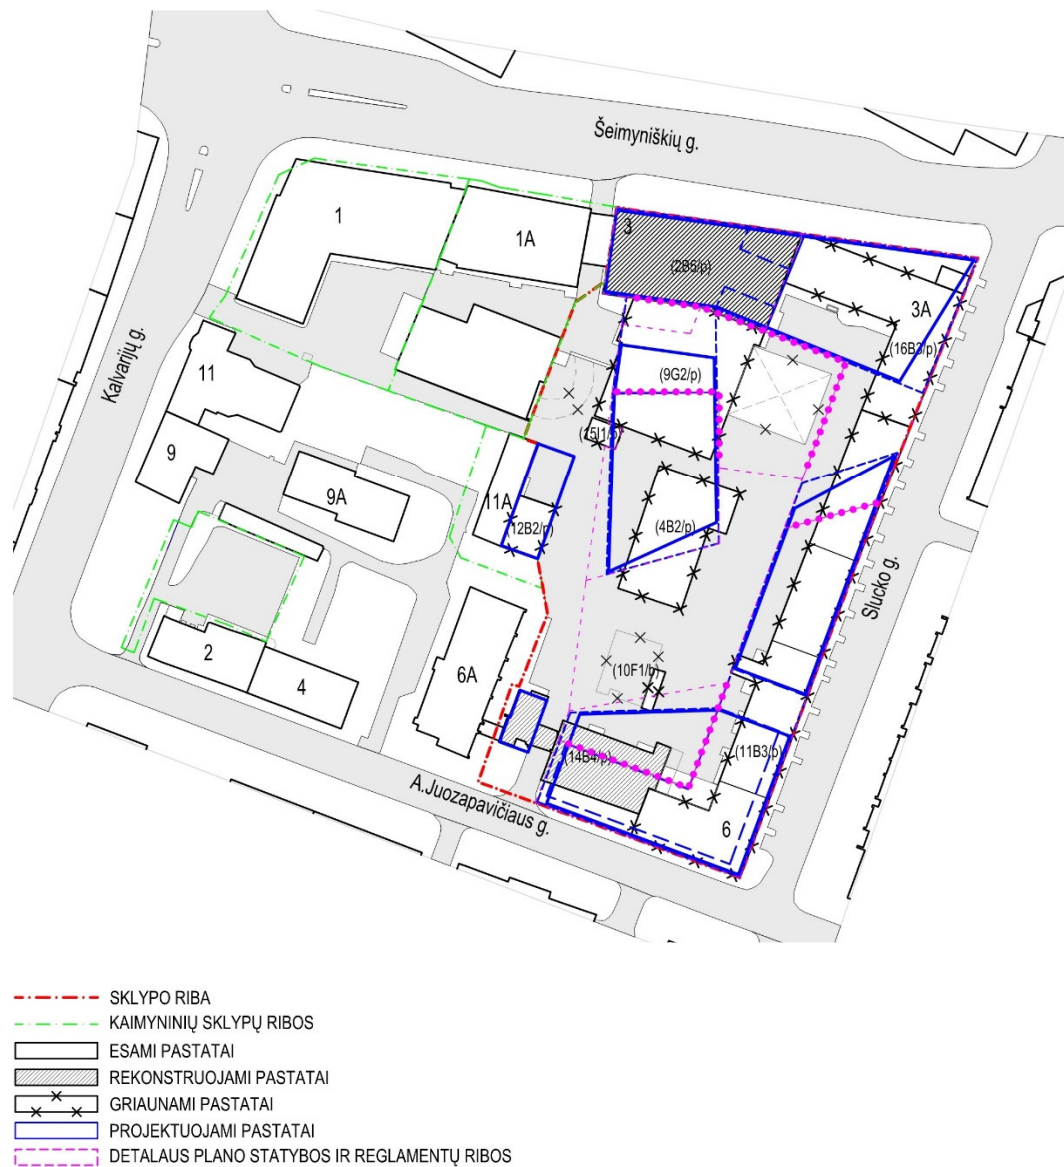 Šeimyniškių g.
1
1A
3
(2B5/p)
3A
(16B3/p)
Kalvarijų g.
11
(9G2/p)
9
9A
11A
12B2/p)
(4B2/p)
Slucko g.
2
4
6A
(10F1/b)
(14B4/p)
(11B3/p)
6
A.Juozapavičiaus g.
SKLYPO RIBA
KAIMYNINIŲ SKLYPŲ RIBOS
ESAMI PASTATAI
REKONSTRUOJAMI PASTATAI
GRIAUNAMI PASTATAI
PROJEKTUOJAMI PASTATAI
DETALAUS PLANO STATYBOS IR REGLAMENTŲ RIBOS